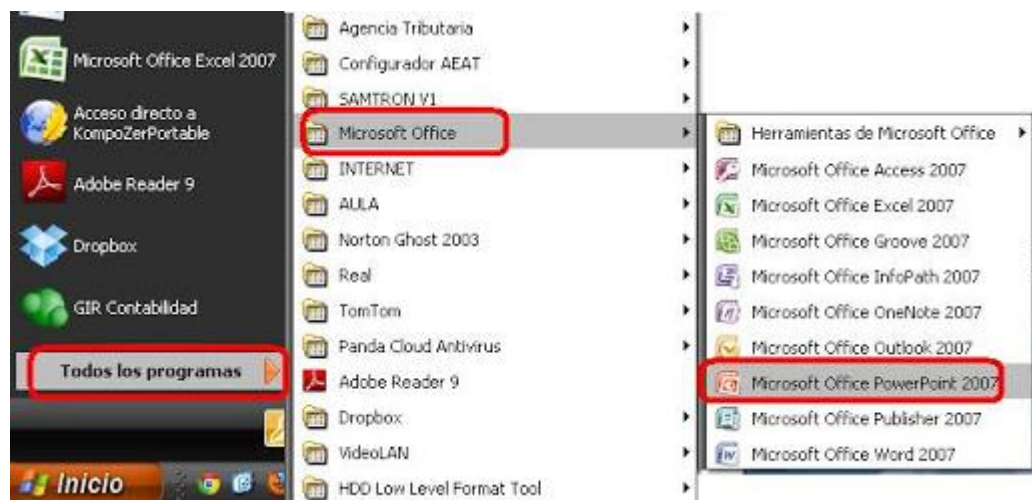 Microsoft Office Excel 2007
Acceso directo a
KompoZerPortable
Adobe Reader 9
Dropbox
GIR Contabilidad
Todos los programas
Inicio
Agencia Tributaria
Configurador AEAT
SAMTRON V1
Microsoft Office
INTERNET
AULA
Norton Ghost 2003
Real
TomTom
Panda Cloud Antivirus
Adobe Reader 9
Dropbox
VideoLAN
HDD Low Level Format Tool
Herramientas de Microsoft Office
Microsoft Office Access 2007
Microsoft Office Excel 2007
Microsoft Office Groove 2007
Microsoft Office InfoPath 2007
Microsoft Office OneNote 2007
Microsoft Office Outlook 2007
Microsoft Office PowerPoint 2007
Microsoft Office Publisher 2007
Microsoft Office Word 2007